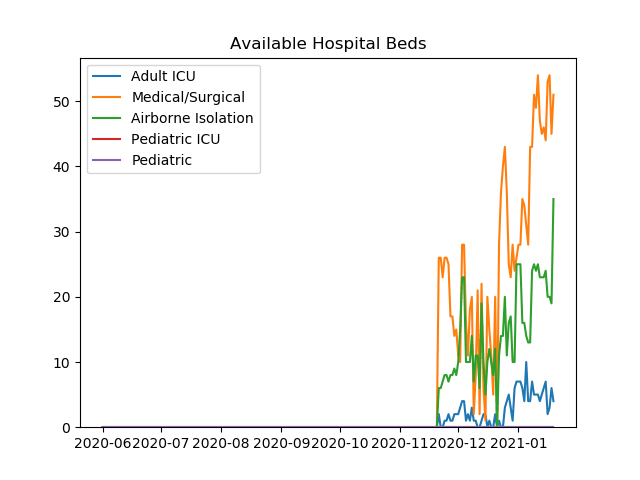 Available Hospital Beds
Adult ICU
Medical/Surgical
Airborne Isolation
Pediatric ICU
Pediatric
50
40
30
20
10
0
2020-06 2020-07 2020-08 2020-09 2020-10 2020-11 2020-12 2021-01